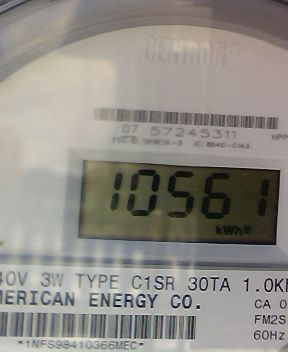 CENTRON®
07 57245311
10561
kWh
40V 3W TYPE C1SR 30TA 1.0K
MERICAN ENERGY CO.
CA 0
FM2S
60Hz
*1NFS98410366MEC*